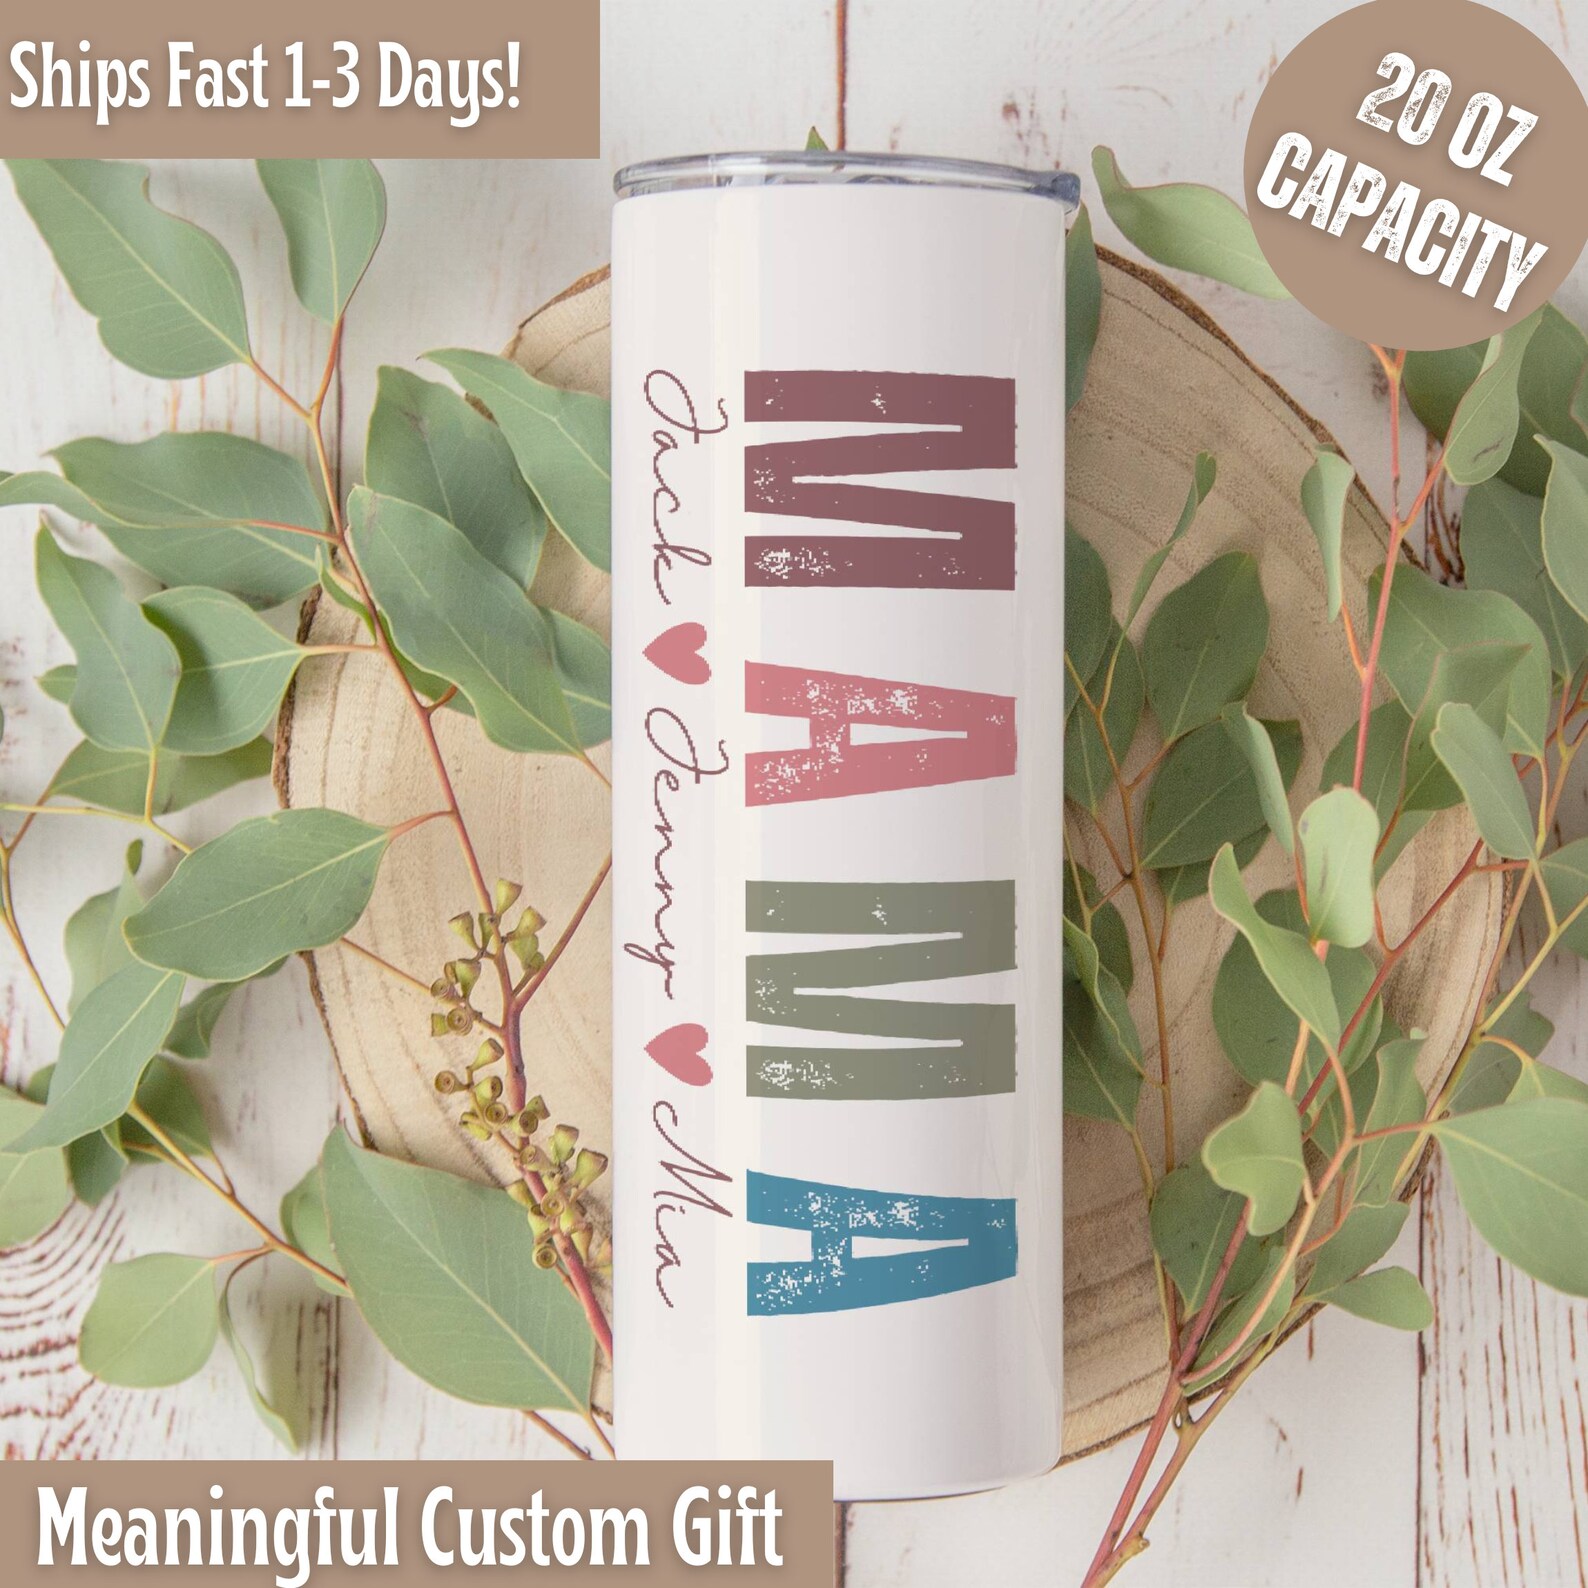 Ships Fast 1-3 Days!
20 OZ
CAPACITY
MAMA
Jack ♥ Jenny ♥ Mia
Meaningful Custom Gift